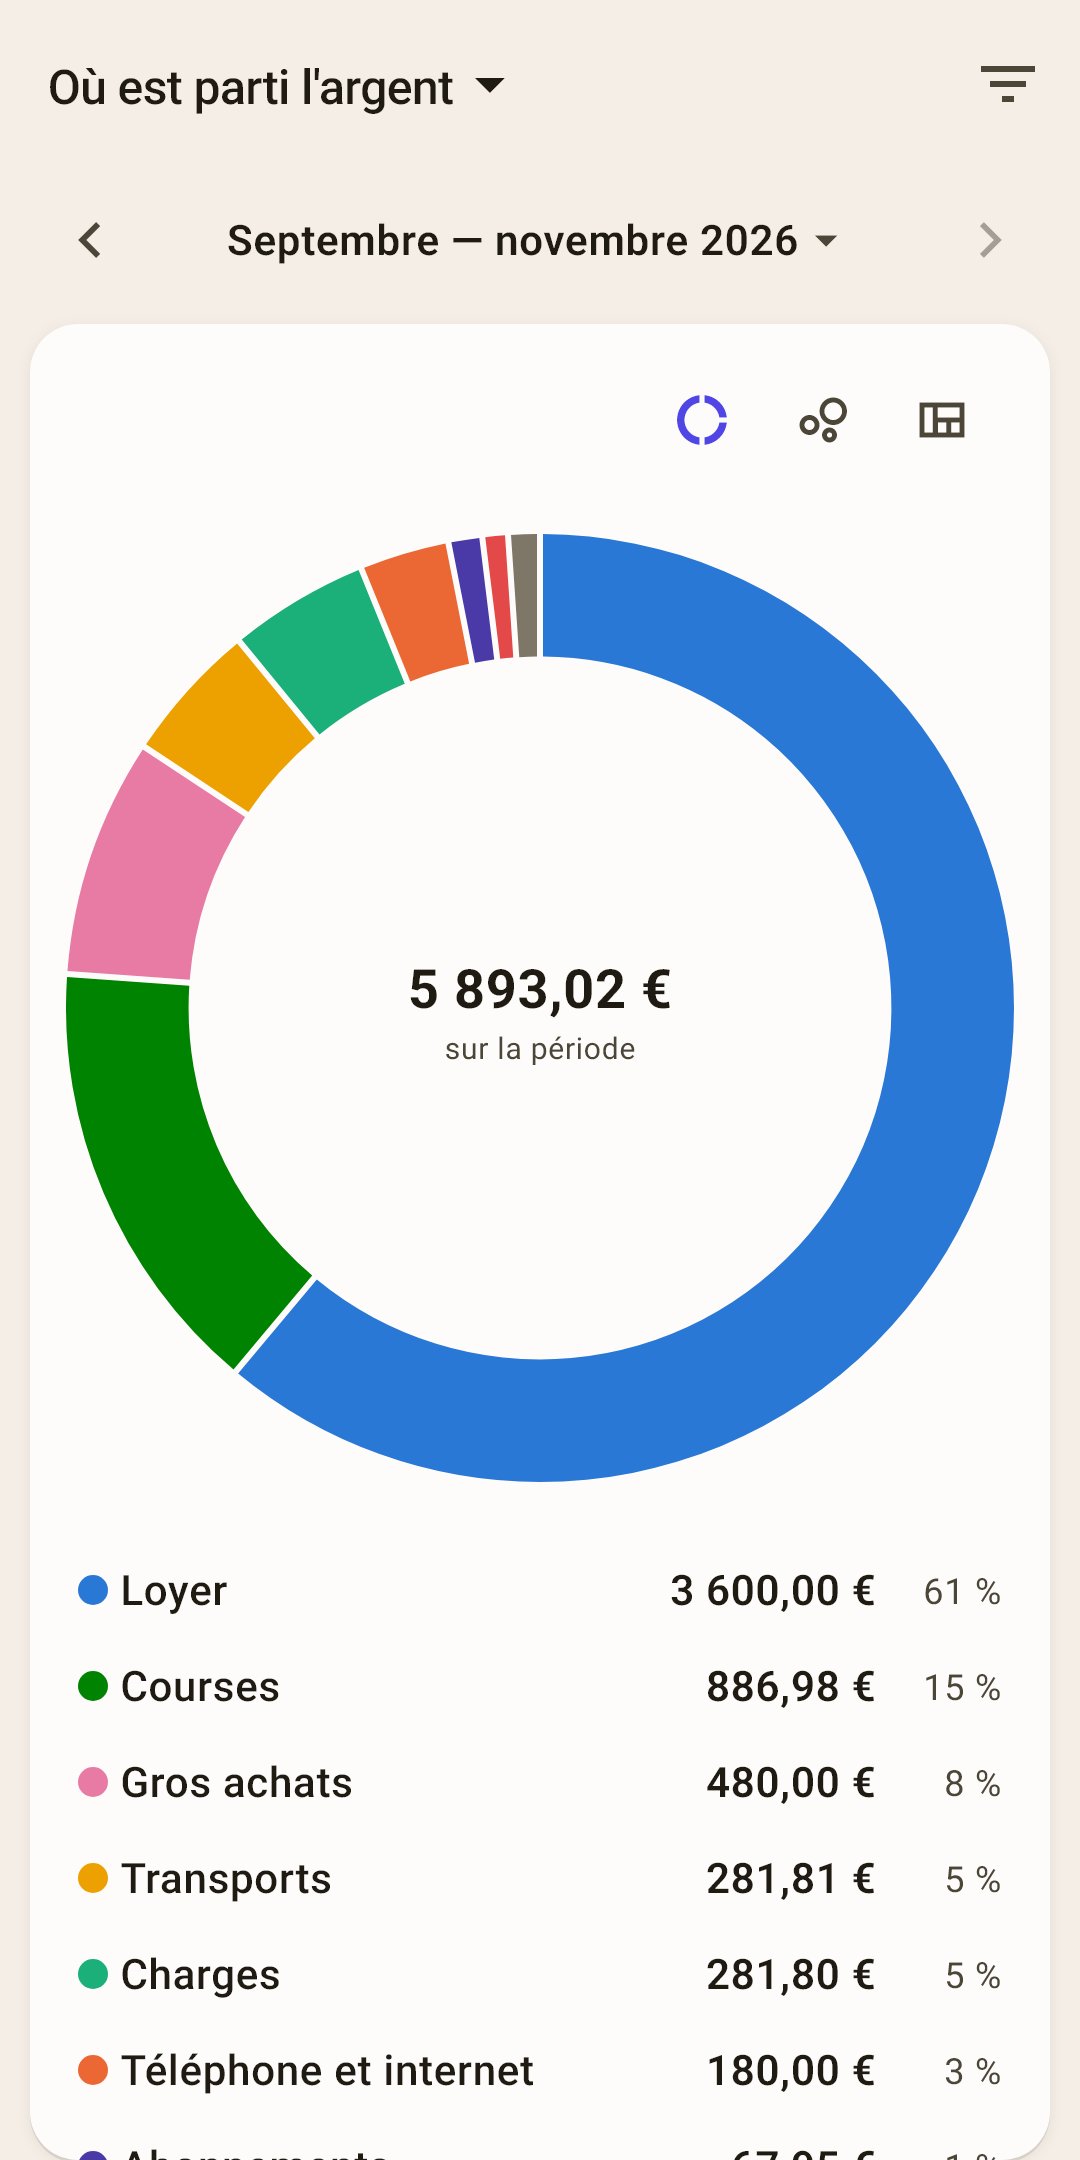 Où est parti l'argent
Septembre – novembre 2026
5 893,02 €
sur la période
Loyer 3 600,00 € 61 %
Courses 886,98 € 15 %
Gros achats 480,00 € 8 %
Transports 281,81 € 5 %
Charges 281,80 € 5 %
Téléphone et internet 180,00 € 3 %